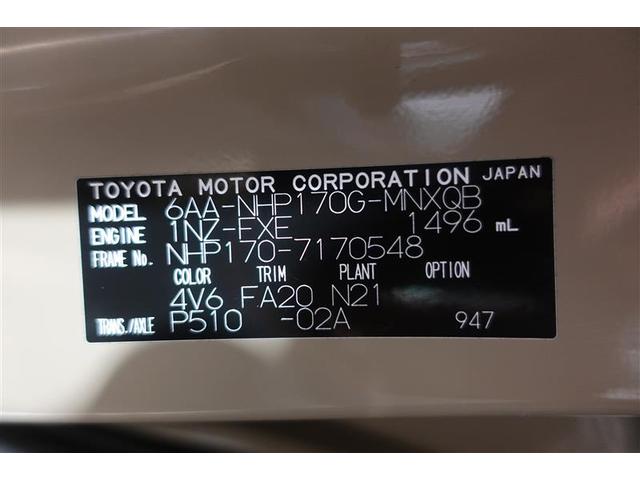 TOYOTA MOTOR CORPORATION JAPAN
MODEL 6AA-NHP170G-MNXQB
ENGINE 1NZ-FXE 1496 mL
FRAME No. NHP170-7170548
COLOR TRIM PLANT OPTION
4V6 FA20 N21
TRANS./AXLE P510 -02A 947